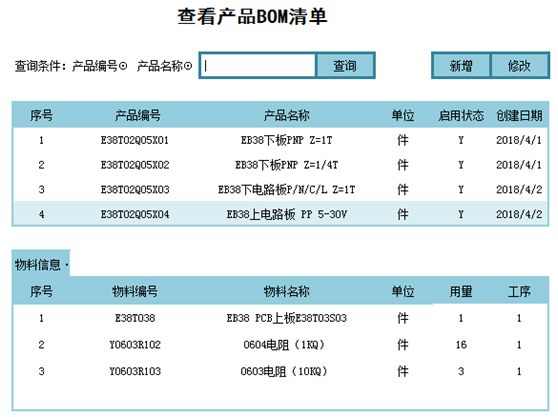 查看产品BOM清单
查询条件: 产品编号⊙ 产品名称⊙ 查询 新增 修改
序号 产品编号 产品名称 单位 启用状态 创建日期
1 E38T02Q05X01 EB38下板PNP Z=1T 件 Y 2018/4/1
2 E38T02Q05X02 EB38下板PNP Z=1/4T 件 Y 2018/4/1
3 E38T02Q05X03 EB38下电路板P/N/C/L Z=1T 件 Y 2018/4/2
4 E38T02Q05X04 EB38上电路板 PP 5-30V 件 Y 2018/4/2
物料信息·
序号 物料编号 物料名称 单位 用量 工序
1 E38T038 EB38 PCB上板E38T03S03 件 1 1
2 Y0603R102 0604电阻（1KQ） 件 16 1
3 Y0603R103 0603电阻（10KQ） 件 3 1